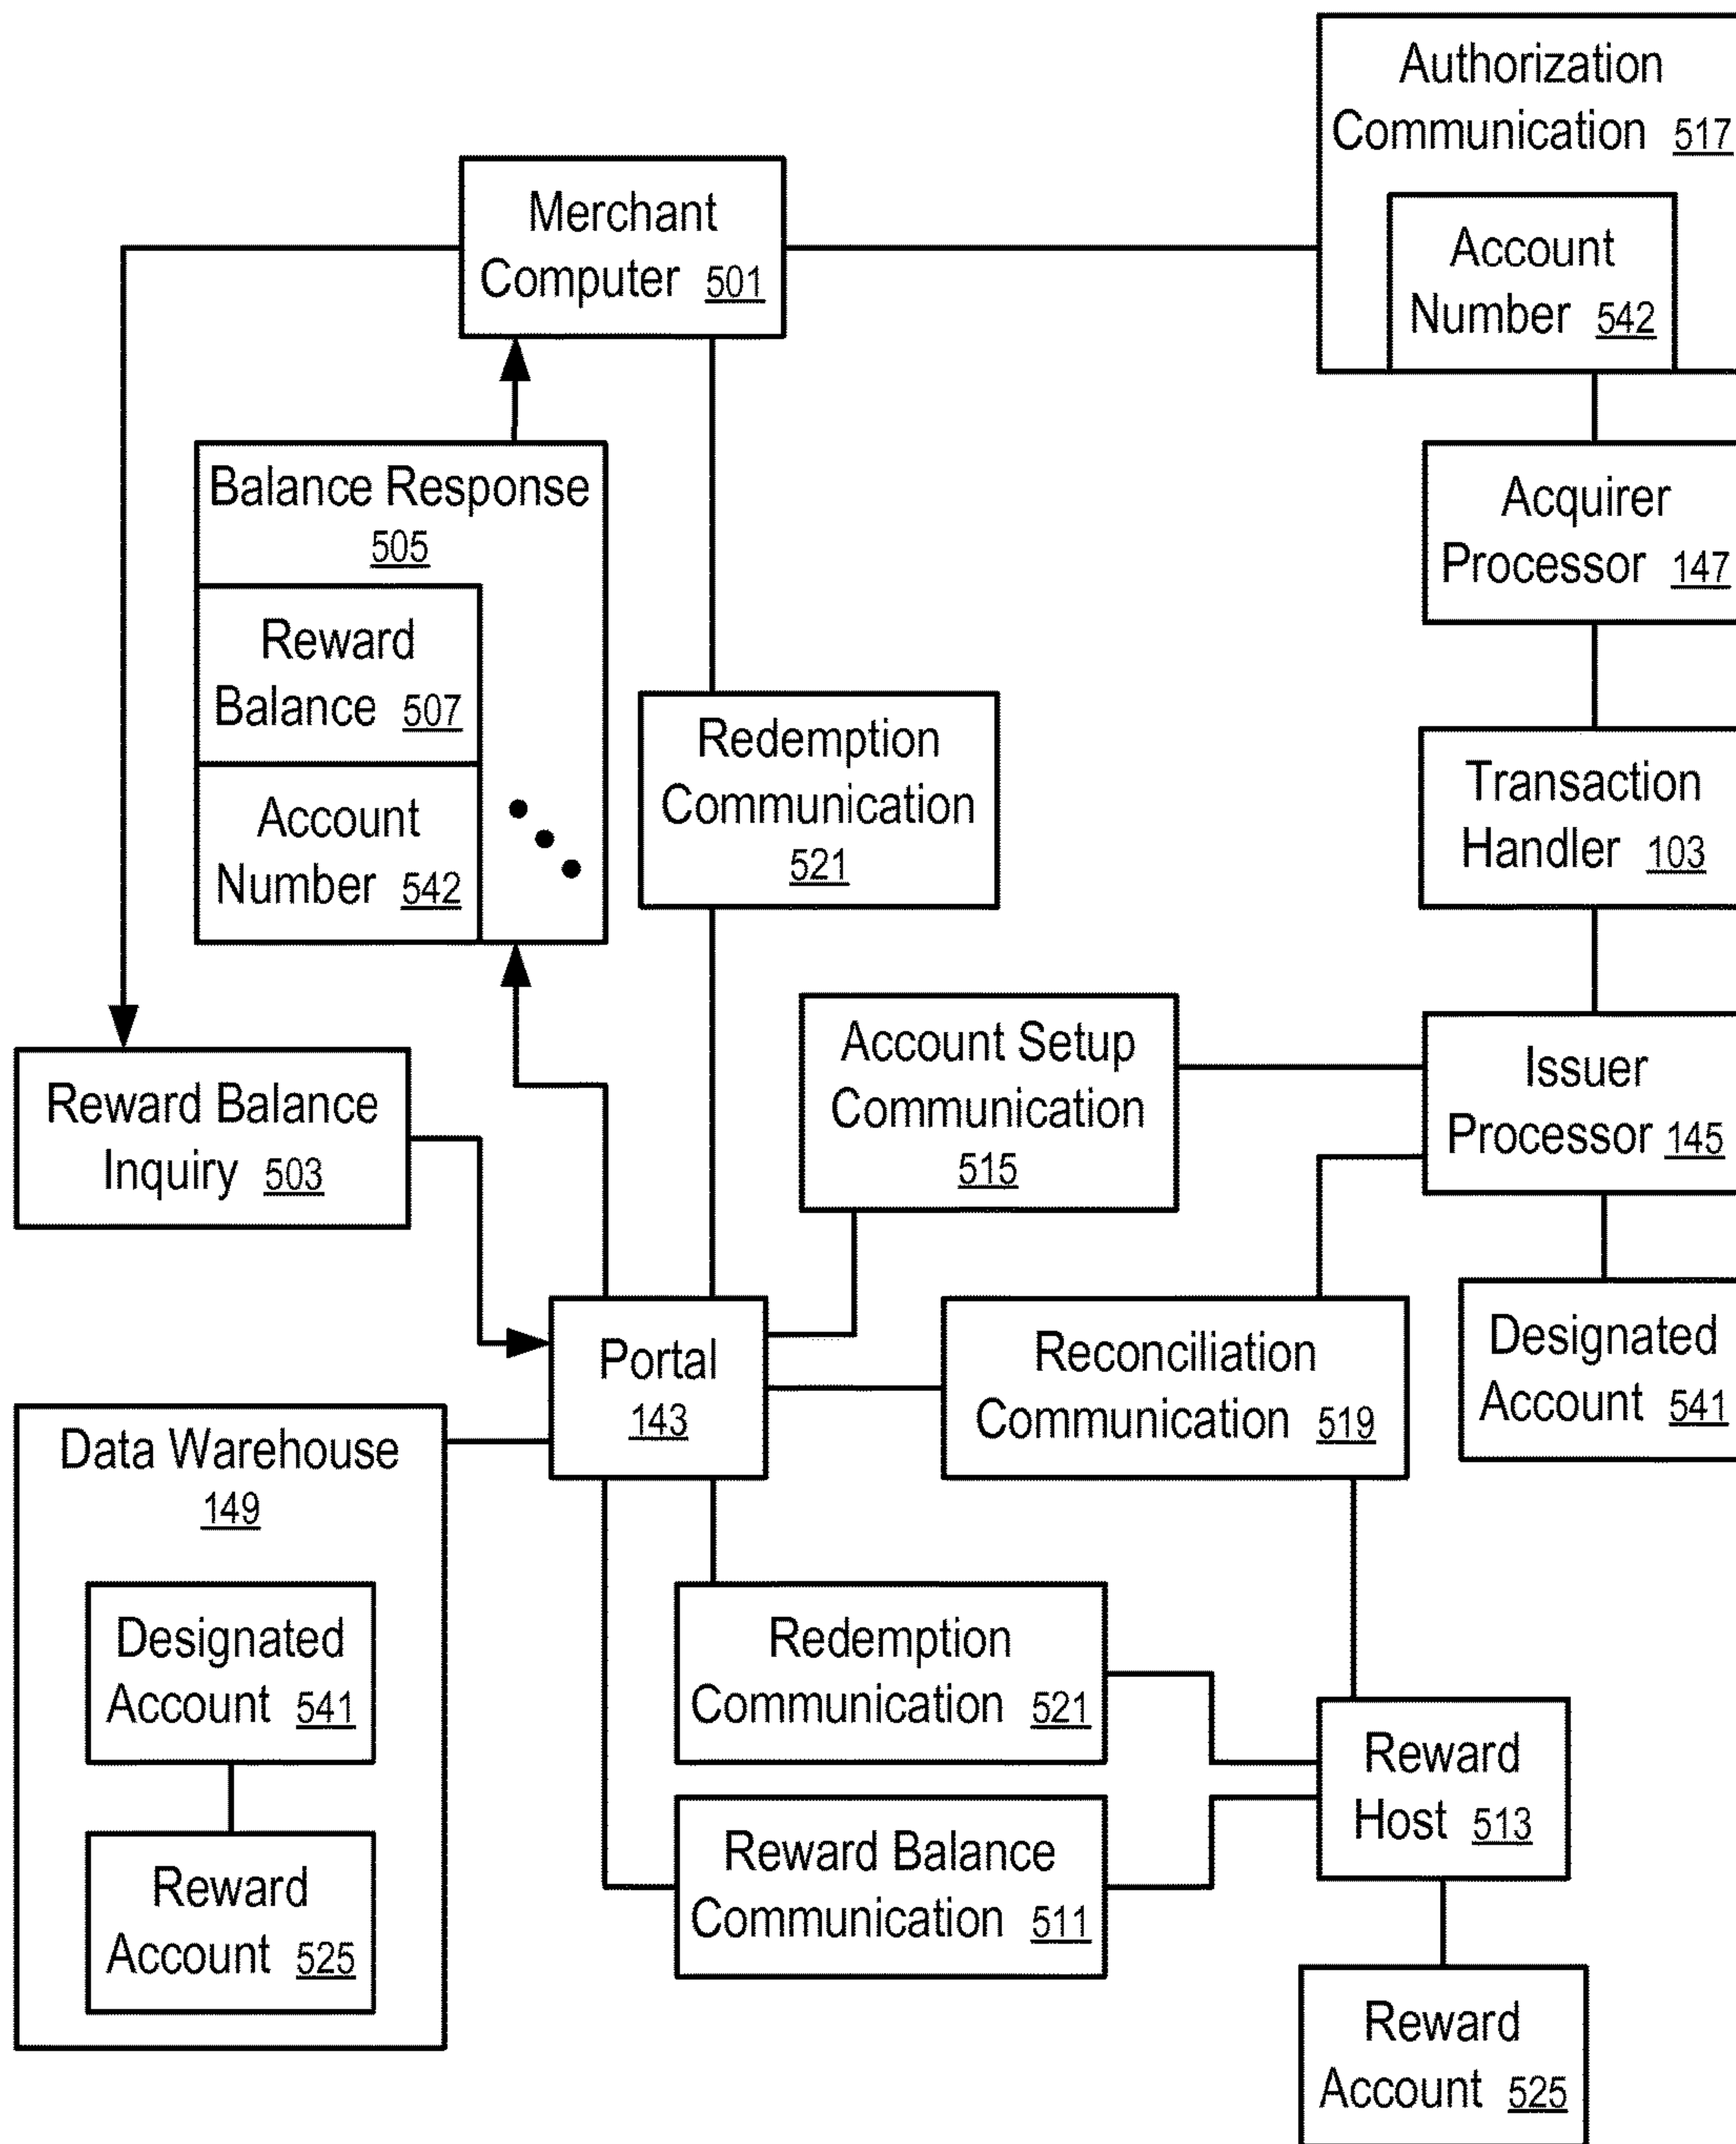 Authorization
Communication 517
Account
Number 542
Merchant
Computer 501
Balance Response
505
Reward
Balance 507
Account
Number 542
Redemption
Communication
521
Acquirer
Processor 147
Transaction
Handler 103
Account Setup
Communication
515
Issuer
Processor 145
Reward Balance
Inquiry 503
Portal
143
Reconciliation
Communication 519
Designated
Account 541
Data Warehouse
149
Designated
Account 541
Reward
Account 525
Redemption
Communication 521
Reward Balance
Communication 511
Reward
Host 513
Reward
Account 525